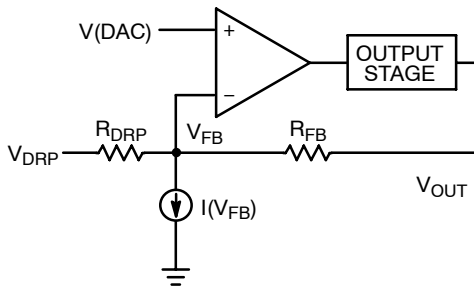 V(DAC)
+
−
OUTPUT
STAGE
R_DRP
V_FB
R_FB
V_DRP
I(V_FB)
V_OUT